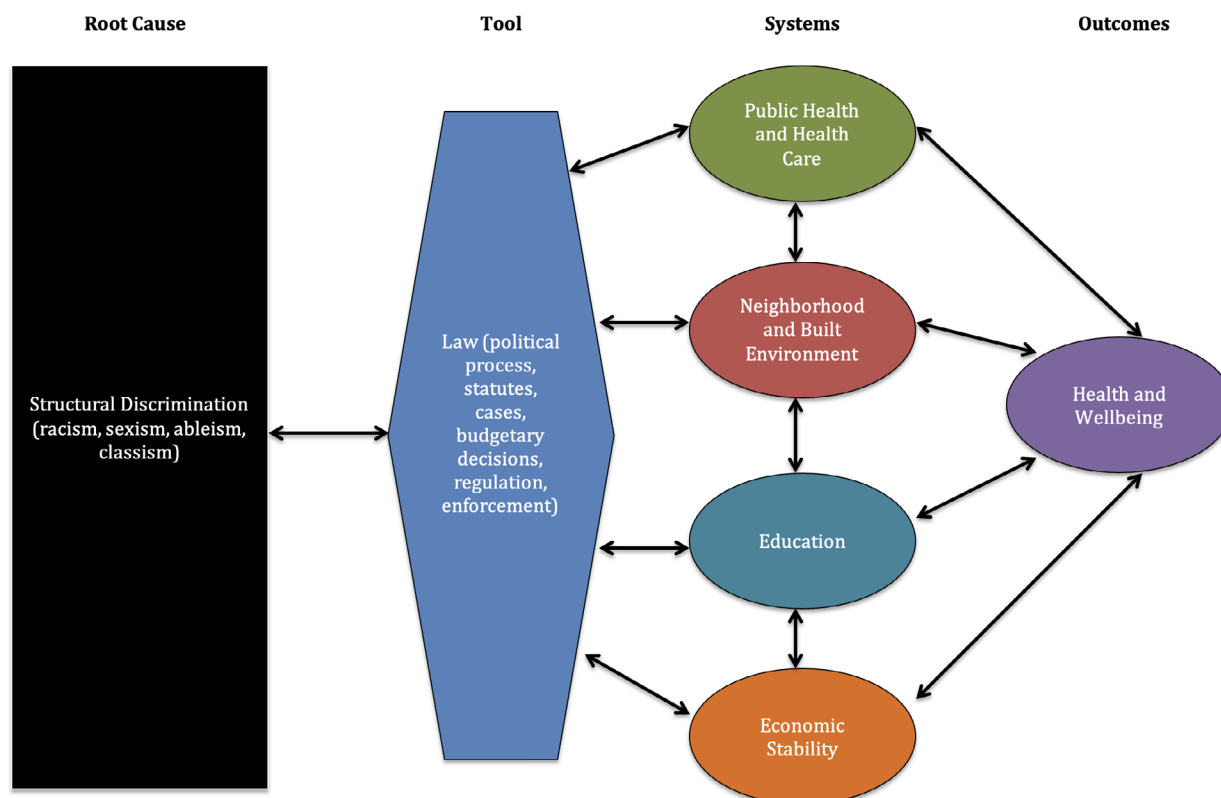 Root Cause
Tool
Systems
Outcomes
Structural Discrimination
(racism, sexism, ableism,
classism)
Law (political
process,
statutes,
cases,
budgetary
decisions,
regulation,
enforcement)
Public Health
and Health
Care
Neighborhood
and Built
Environment
Education
Economic
Stability
Health and
Wellbeing